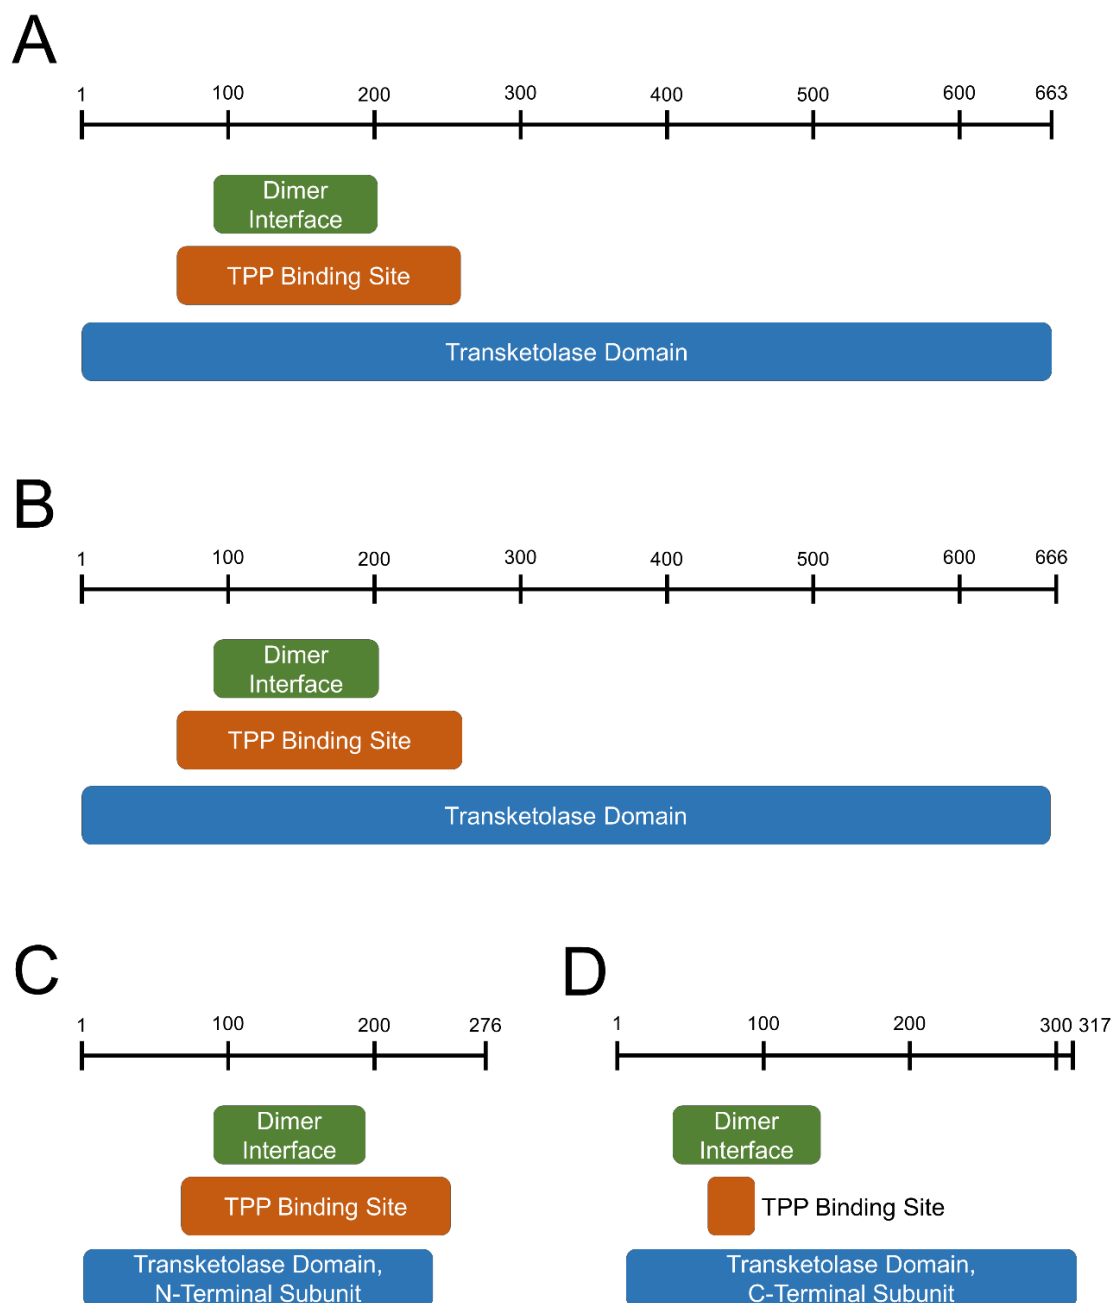 A
1 100 200 300 400 500 600 663
Dimer
Interface
TPP Binding Site
Transketolase Domain
B
1 100 200 300 400 500 600 666
Dimer
Interface
TPP Binding Site
Transketolase Domain
C
1 100 200 276
Dimer
Interface
TPP Binding Site
Transketolase Domain,
N-Terminal Subunit
D
1 100 200 300 317
Dimer
Interface
TPP Binding Site
Transketolase Domain,
C-Terminal Subunit